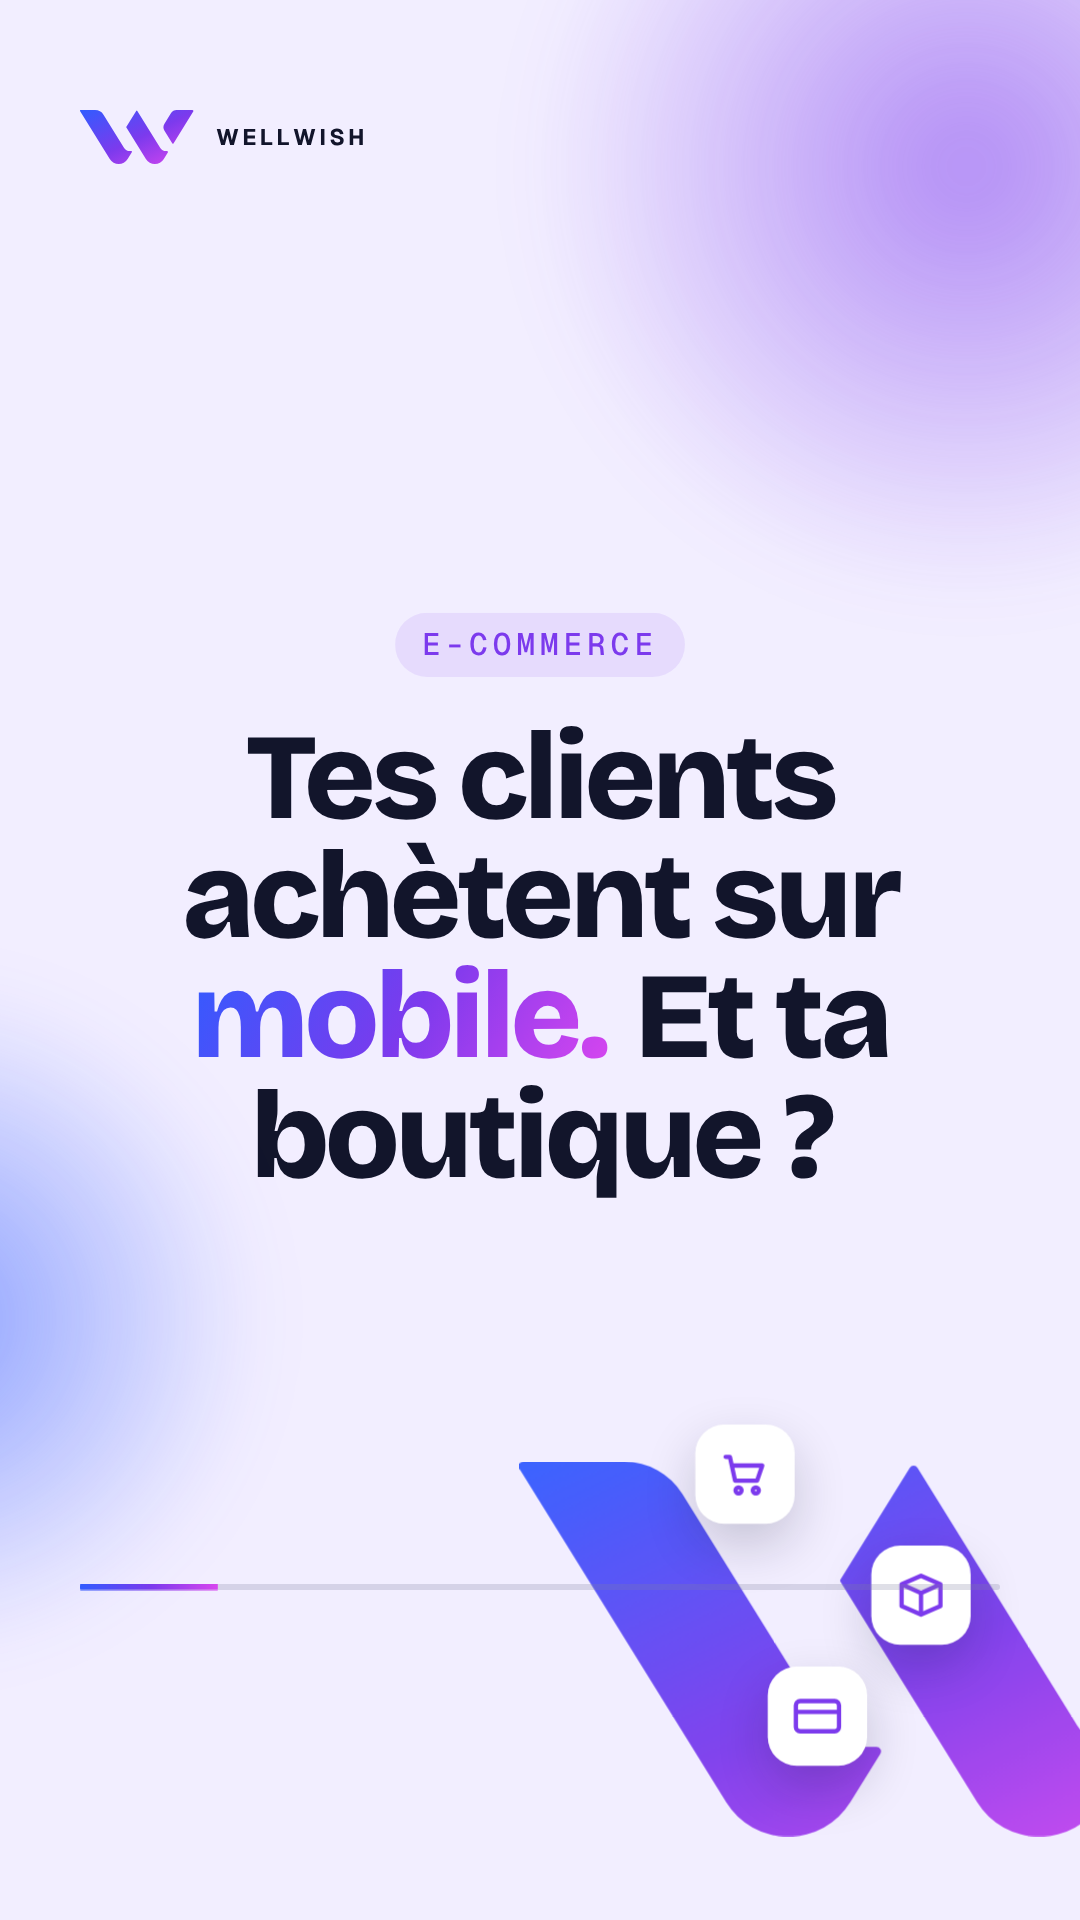 WELLWISH
E-COMMERCE
Tes clients
achètent sur
mobile. Et ta
boutique ?